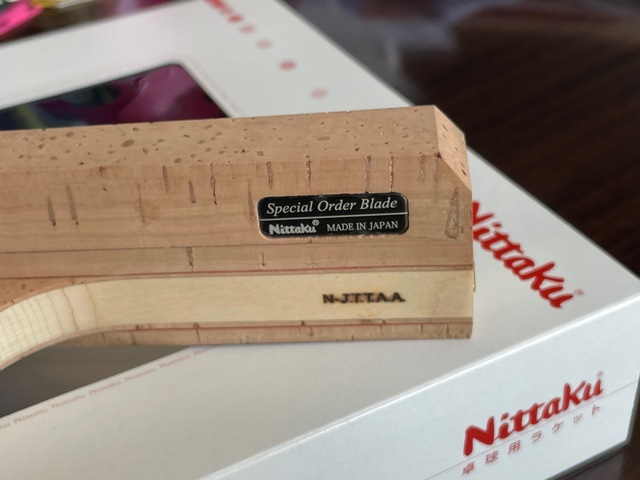 Special Order Blade
Nittaku® MADE IN JAPAN
N-J.T.T.A.A.
Nittaku
Nittaku®
卓球用ラケット